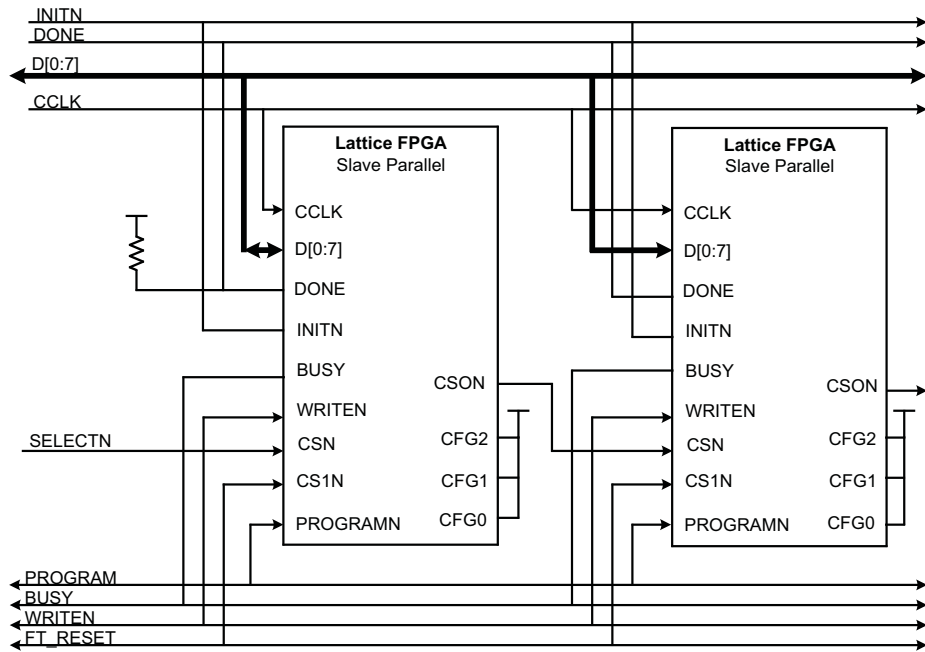 INITN
DONE
D[0:7]
CCLK
Lattice FPGA
Slave Parallel
CCLK
D[0:7]
DONE
INITN
BUSY
WRITEN
CSN
CS1N
PROGRAMN
CSON
CFG2
CFG1
CFG0
Lattice FPGA
Slave Parallel
CCLK
D[0:7]
DONE
INITN
BUSY
WRITEN
CSN
CS1N
PROGRAMN
CSON
CFG2
CFG1
CFG0
SELECTN
PROGRAM
BUSY
WRITEN
FT_RESET